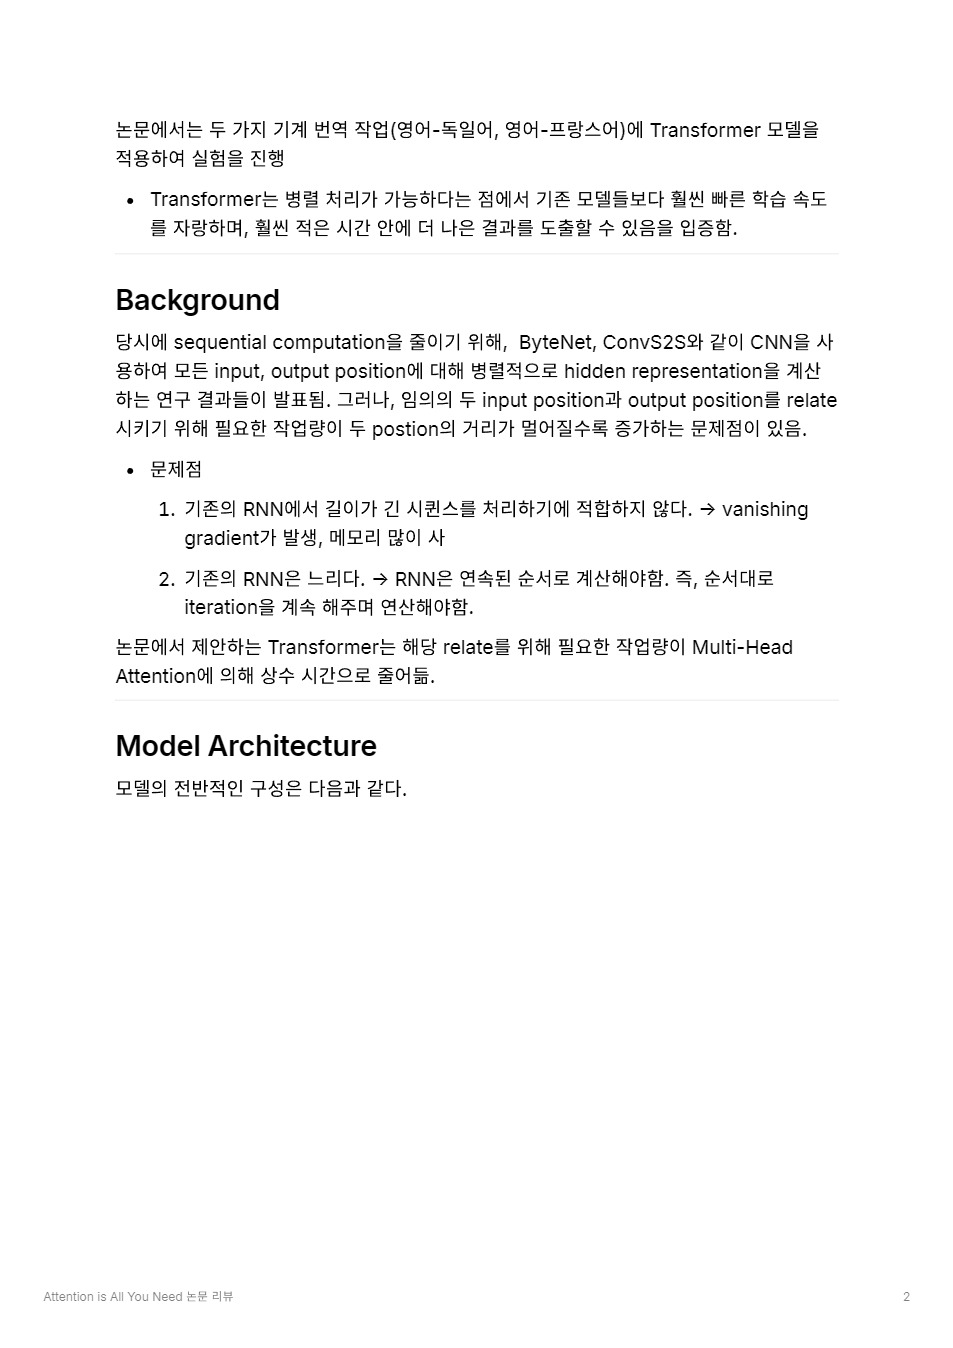 논문에서는 두 가지 기계 번역 작업(영어-독일어, 영어-프랑스어)에 Transformer 모델을
적용하여 실험을 진행
• Transformer는 병렬 처리가 가능하다는 점에서 기존 모델들보다 훨씬 빠른 학습 속도
를 자랑하며, 훨씬 적은 시간 안에 더 나은 결과를 도출할 수 있음을 입증함.
Background
당시에 sequential computation을 줄이기 위해, ByteNet, ConvS2S와 같이 CNN을 사
용하여 모든 input, output position에 대해 병렬적으로 hidden representation을 계산
하는 연구 결과들이 발표됨. 그러나, 임의의 두 input position과 output position를 relate
시키기 위해 필요한 작업량이 두 postion의 거리가 멀어질수록 증가하는 문제점이 있음.
• 문제점
1. 기존의 RNN에서 길이가 긴 시퀀스를 처리하기에 적합하지 않다. → vanishing
gradient가 발생, 메모리 많이 사
2. 기존의 RNN은 느리다. → RNN은 연속된 순서로 계산해야함. 즉, 순서대로
iteration을 계속 해주며 연산해야함.
논문에서 제안하는 Transformer는 해당 relate를 위해 필요한 작업량이 Multi-Head
Attention에 의해 상수 시간으로 줄어듦.
Model Architecture
모델의 전반적인 구성은 다음과 같다.
Attention is All You Need 논문 리뷰
2